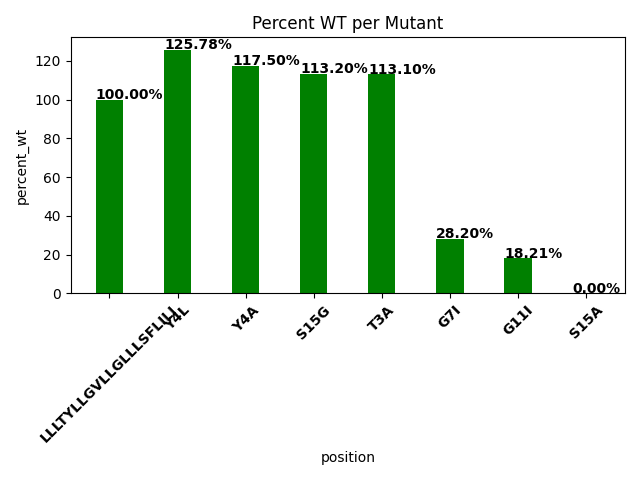 Percent WT per Mutant
percent_wt
120
100
80
60
40
20
0
100.00%
125.78%
117.50%
113.20%
113.10%
28.20%
18.21%
0.00%
Y4L
Y4A
S15G
T3A
G7I
G11I
S15A
position